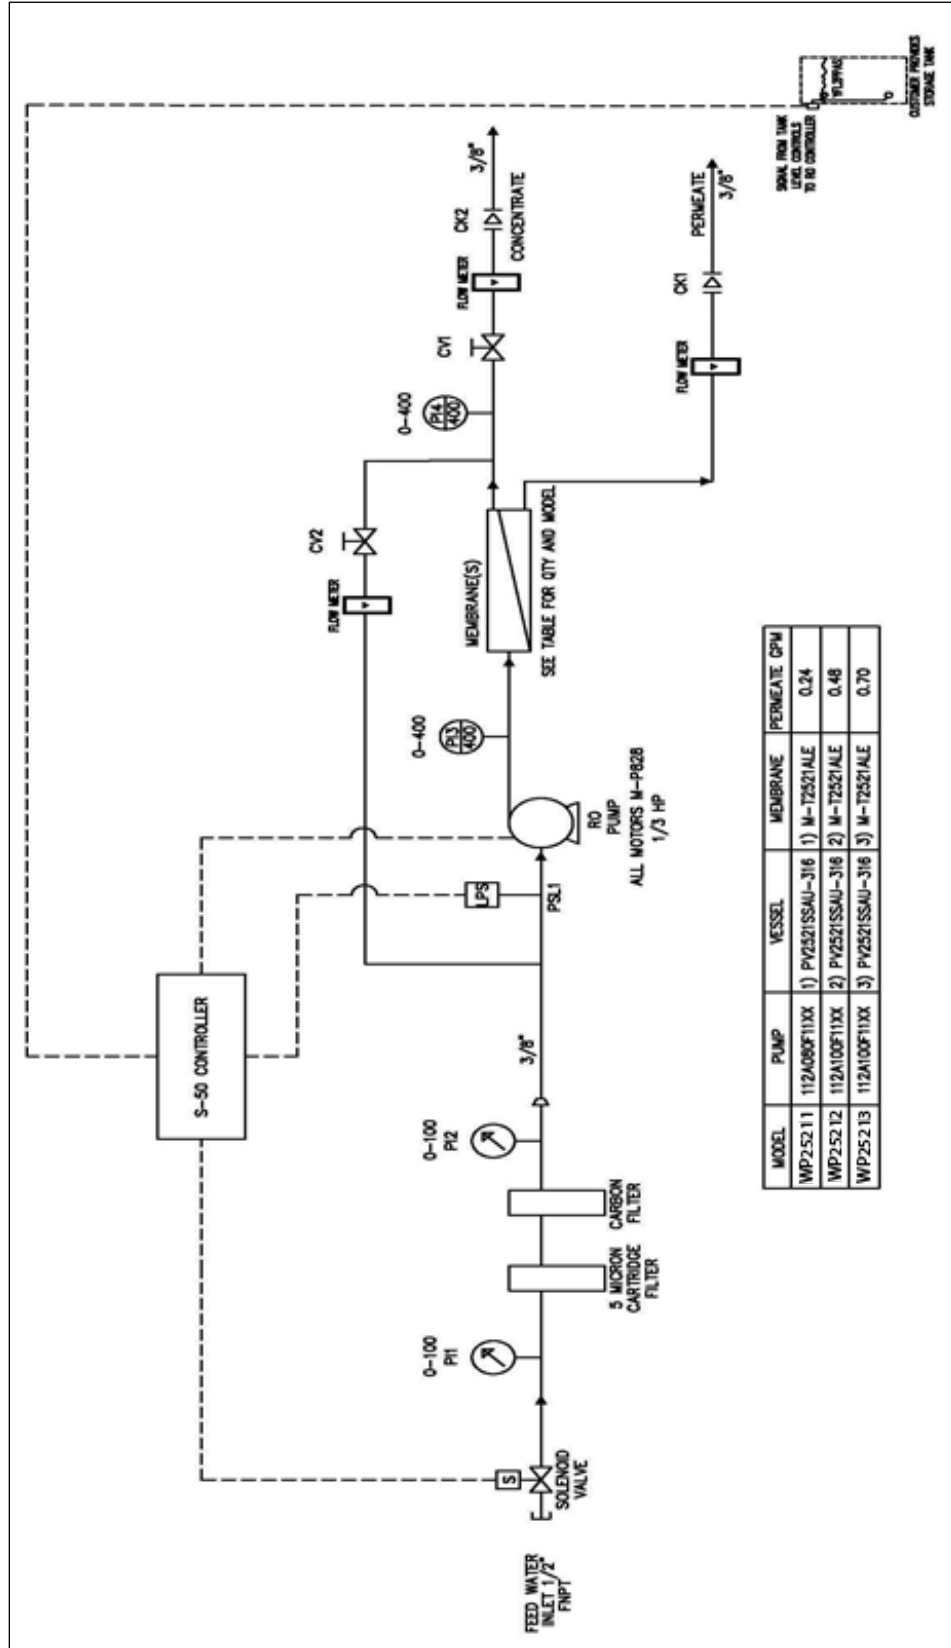 CUSTOMER PROVIDES
STORAGE TANK
SIGNAL FROM TANK
LEVEL CONTROLS
TO RO CONTROLLER
S-50 CONTROLLER
FEED WATER
INLET 1/2"
FNPT
S
SOLENOID
VALVE
0-100
PI1
5 MICRON
CARTRIDGE
FILTER
CARBON
FILTER
0-100
PI2
3/8"
LPS
PSL1
RO
PUMP
ALL MOTORS M-P828
1/3 HP
0-400
PI3
400
MEMBRANE(S)
SEE TABLE FOR QTY AND MODEL
FLOW METER
CV2
0-400
PI4
400
CV1
FLOW METER
CK2
CONCENTRATE
3/8"
FLOW METER
CK1
PERMEATE
3/8"
MODEL PUMP VESSEL MEMBRANE PERMEATE GPM
WP25211 112A080F11XX 1) PV2521SSAU-316 1) M-T2521ALE 0.24
WP25212 112A100F11XX 2) PV2521SSAU-316 2) M-T2521ALE 0.48
WP25213 112A100F11XX 3) PV2521SSAU-316 3) M-T2521ALE 0.70